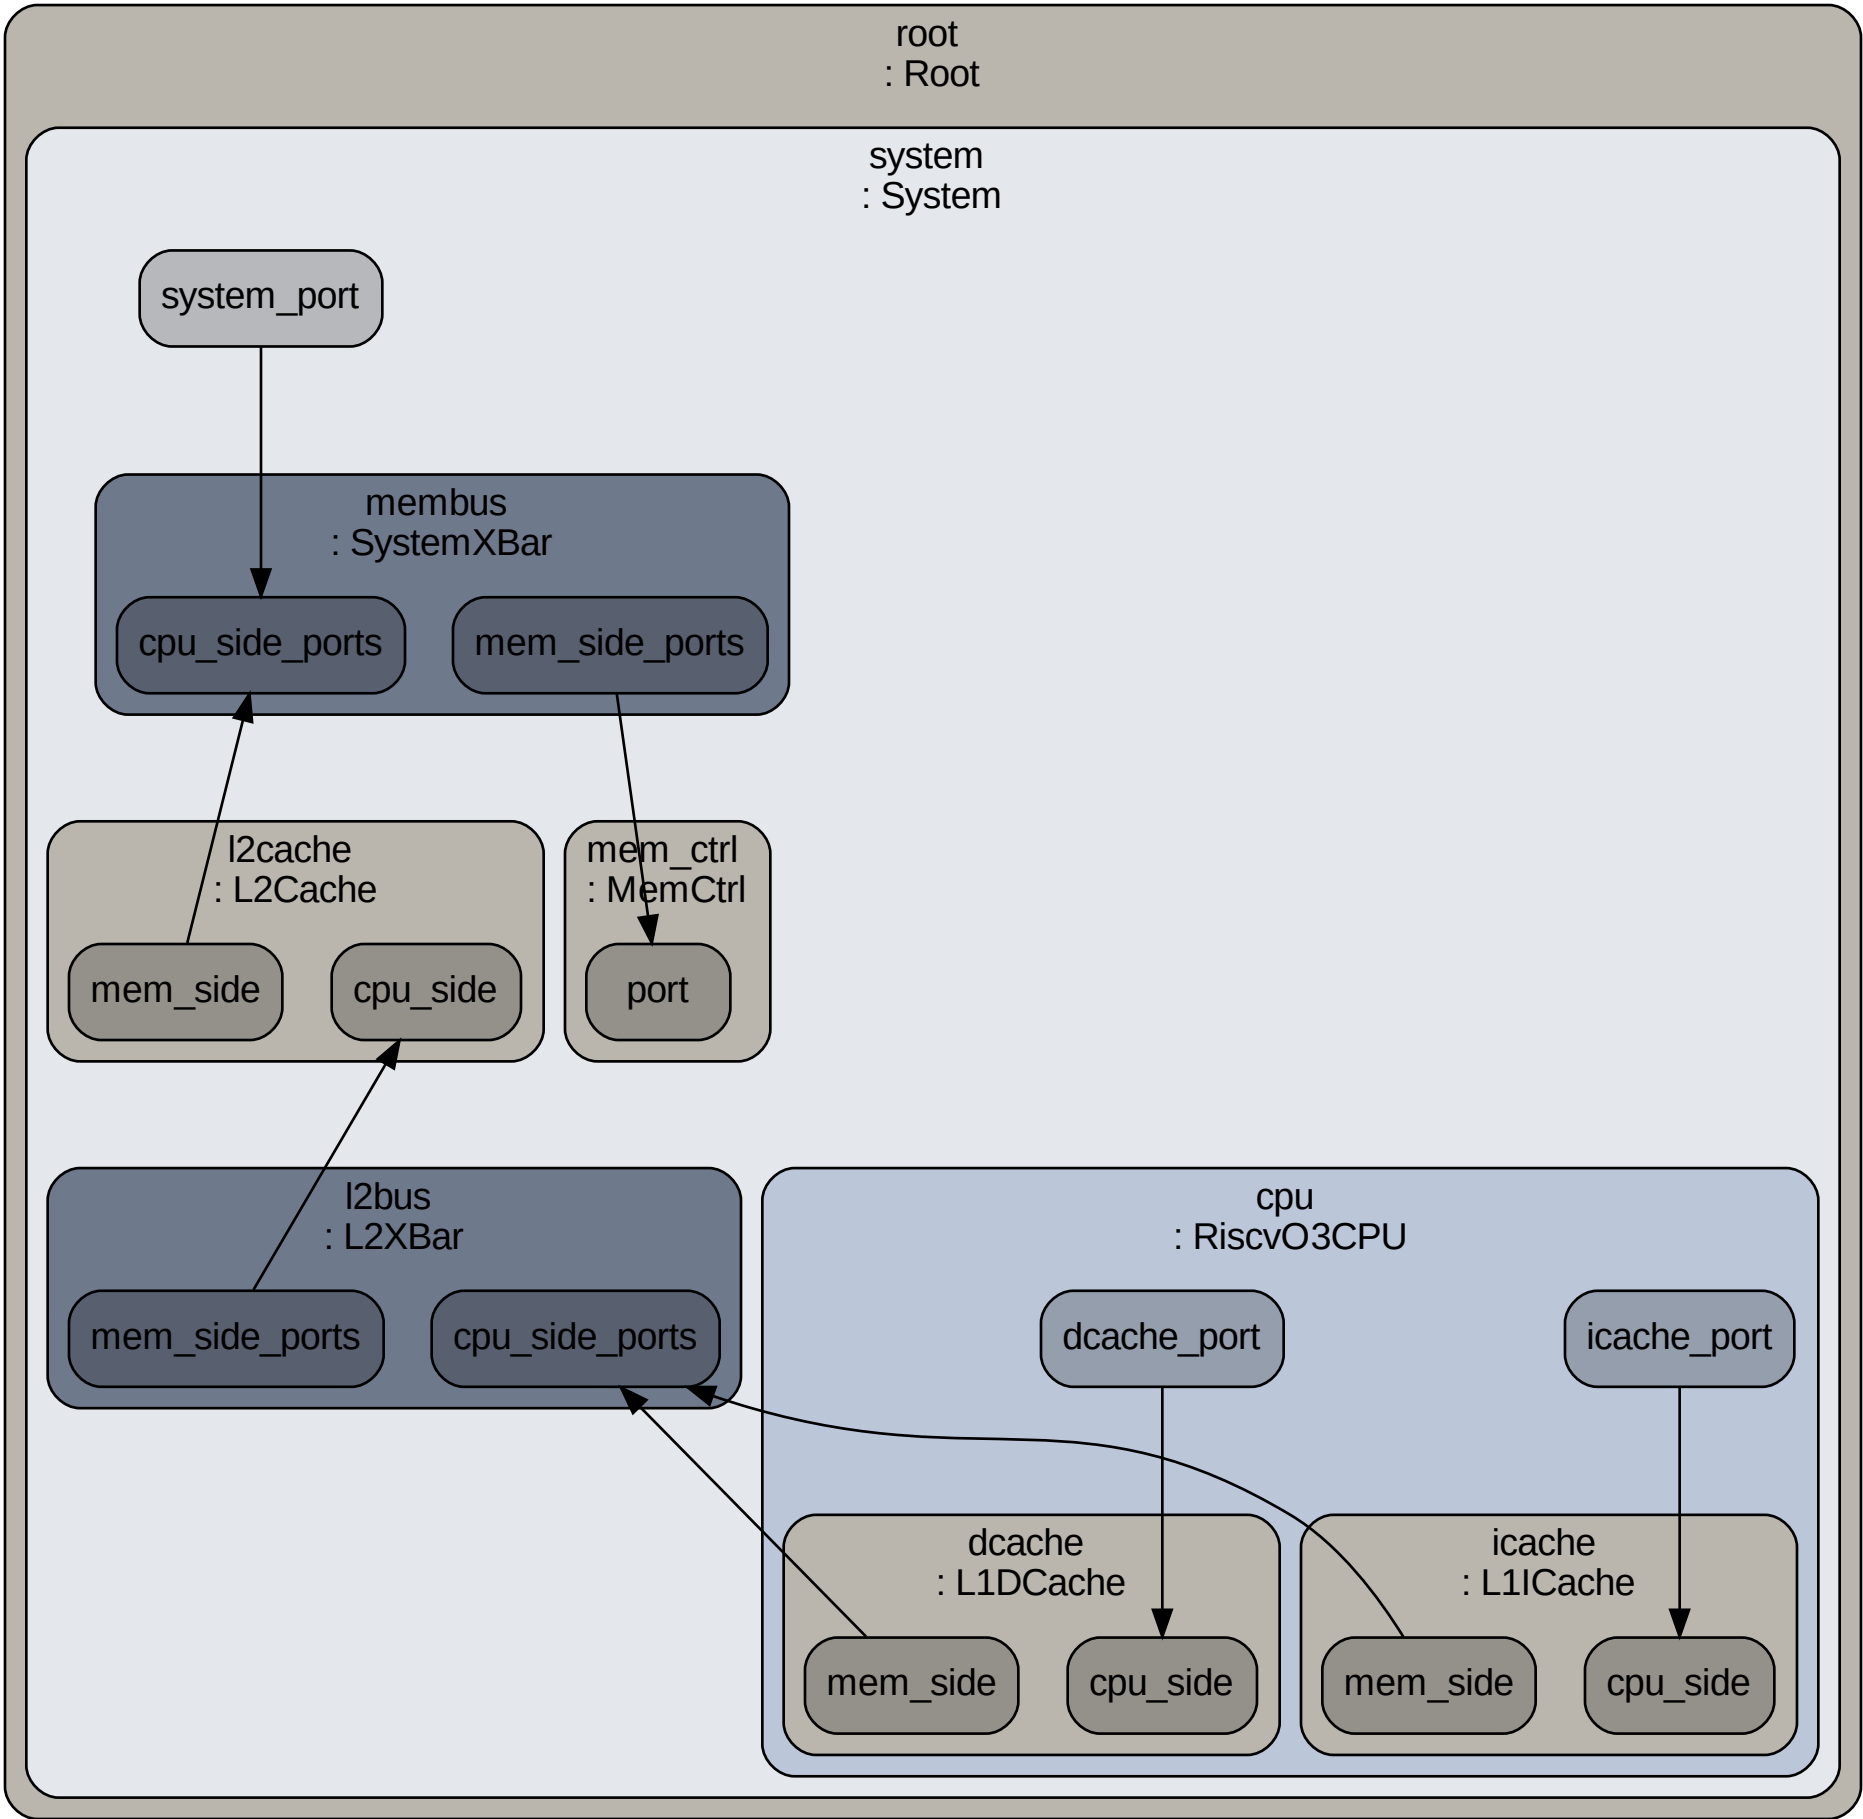 root
: Root
system
: System
system_port
membus
: SystemXBar
cpu_side_ports
mem_side_ports
l2cache
: L2Cache
mem_side
cpu_side
mem_ctrl
: MemCtrl
port
l2bus
: L2XBar
mem_side_ports
cpu_side_ports
cpu
: RiscvO3CPU
dcache_port
icache_port
dcache
: L1DCache
mem_side
cpu_side
icache
: L1ICache
mem_side
cpu_side